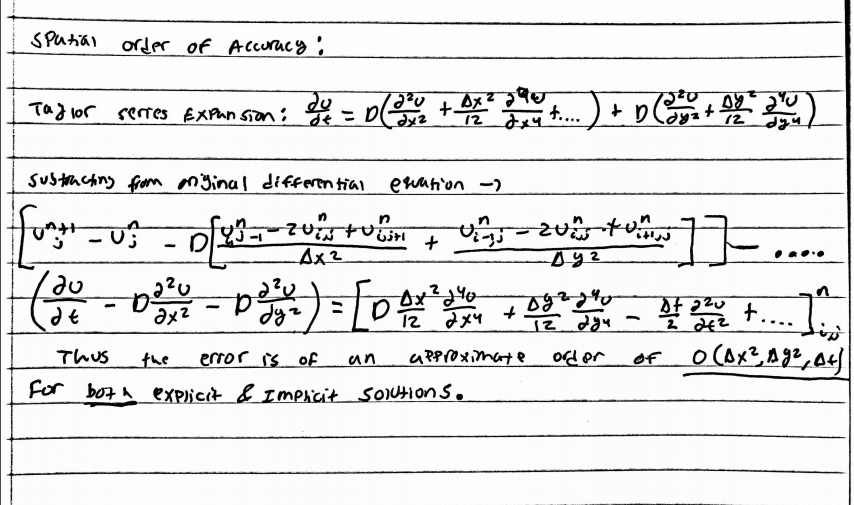 Spatial order of Accuracy:
Taylor series Expansion: ∂U/∂t = D(∂²U/∂x² + Δx²/12 ∂⁴U/∂x⁴ + ....) + D(∂²U/∂y² + Δy²/12 ∂⁴U/∂y⁴)
subtracting from original differential equation →
[U^{n+1}_j - U^n_j - D[(U^n_{i,j-1} - 2U^n_{i,j} + U^n_{i,j+1})/Δx² + (U^n_{i-1,j} - 2U^n_{i,j} + U^n_{i+1,j})/Δy²]] - .....
(∂U/∂t - D ∂²U/∂x² - D ∂²U/∂y²) = [D Δx²/12 ∂⁴U/∂x⁴ + Δy²/12 ∂⁴U/∂y⁴ - Δt/2 ∂²U/∂t² + ....]^n_{i,j}
Thus the error is of an approximate order of O(Δx², Δy², Δt)
For both explicit & Implicit solutions.